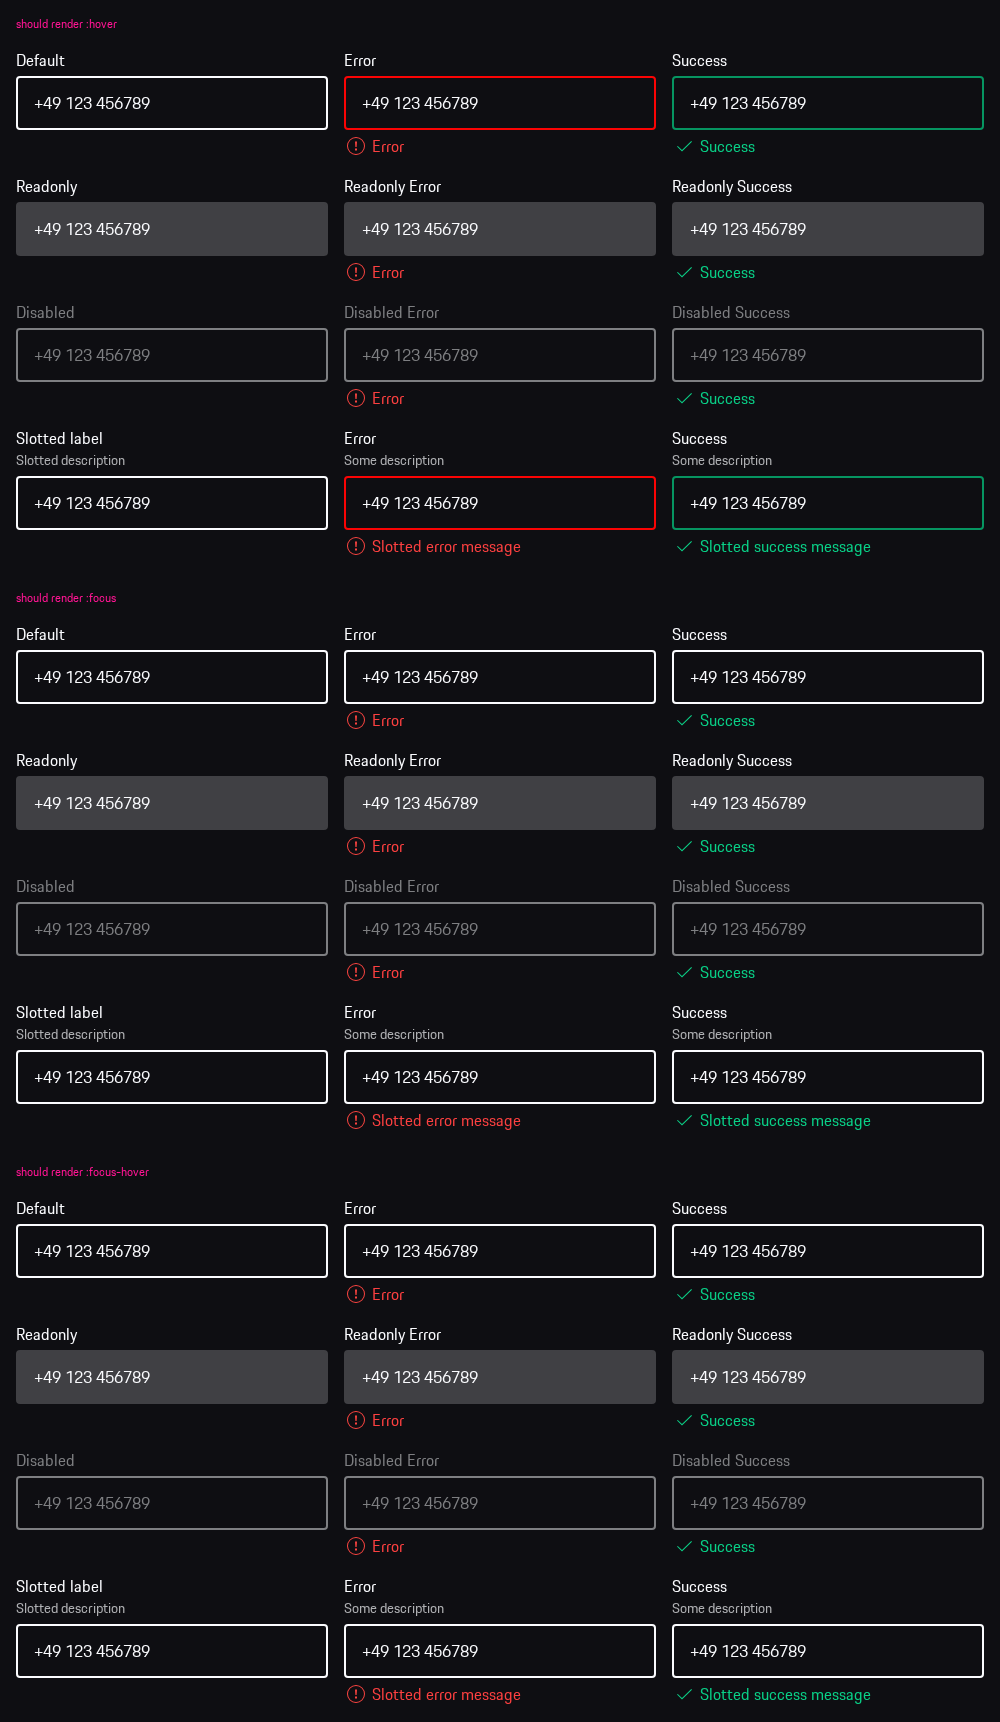 should render :hover
Default Error Success
+49 123 456789 +49 123 456789 +49 123 456789
Error Success
Readonly Readonly Error Readonly Success
+49 123 456789 +49 123 456789 +49 123 456789
Error Success
Disabled Disabled Error Disabled Success
+49 123 456789 +49 123 456789 +49 123 456789
Error Success
Slotted label Error Success
Slotted description Some description Some description
+49 123 456789 +49 123 456789 +49 123 456789
Slotted error message Slotted success message
should render :focus
Default Error Success
+49 123 456789 +49 123 456789 +49 123 456789
Error Success
Readonly Readonly Error Readonly Success
+49 123 456789 +49 123 456789 +49 123 456789
Error Success
Disabled Disabled Error Disabled Success
+49 123 456789 +49 123 456789 +49 123 456789
Error Success
Slotted label Error Success
Slotted description Some description Some description
+49 123 456789 +49 123 456789 +49 123 456789
Slotted error message Slotted success message
should render :focus-hover
Default Error Success
+49 123 456789 +49 123 456789 +49 123 456789
Error Success
Readonly Readonly Error Readonly Success
+49 123 456789 +49 123 456789 +49 123 456789
Error Success
Disabled Disabled Error Disabled Success
+49 123 456789 +49 123 456789 +49 123 456789
Error Success
Slotted label Error Success
Slotted description Some description Some description
+49 123 456789 +49 123 456789 +49 123 456789
Slotted error message Slotted success message